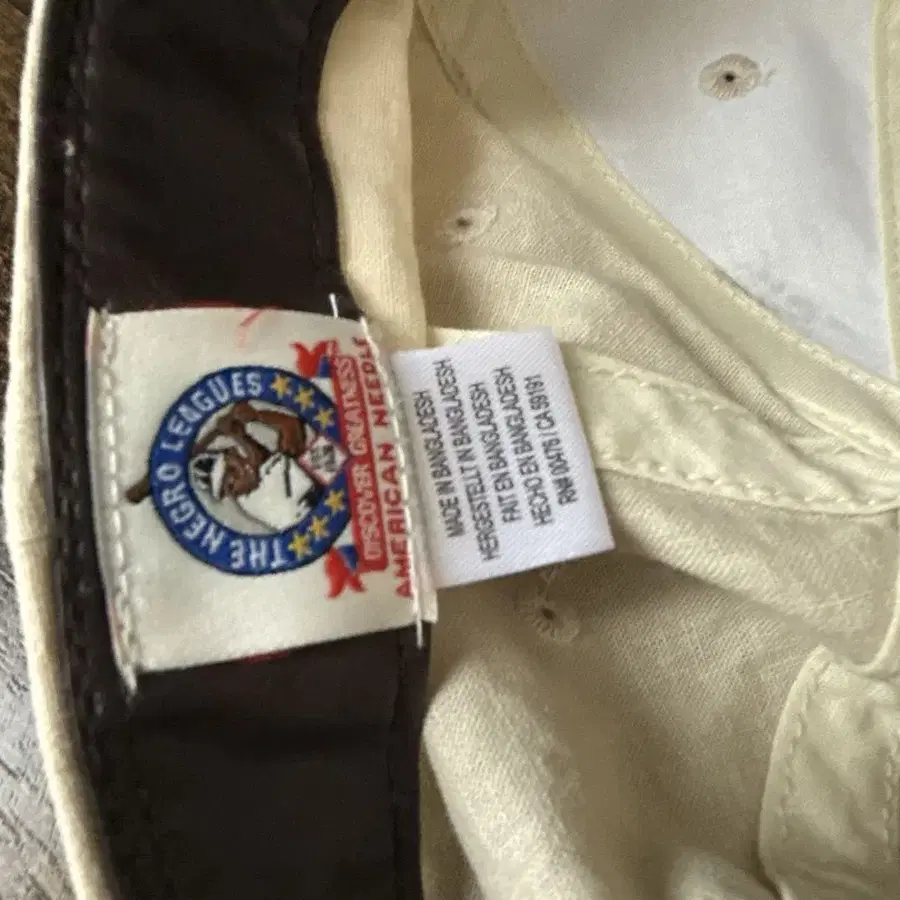 THE NEGRO LEAGUES
DISCOVER GREATNESS
AMERICAN NEEDLE
MADE IN BANGLADESH
HERGESTELLT IN BANGLADESH
FAIT EN BANGLADESH
HECHO EN BANGLADESH
RN# 00476 / CA 59191